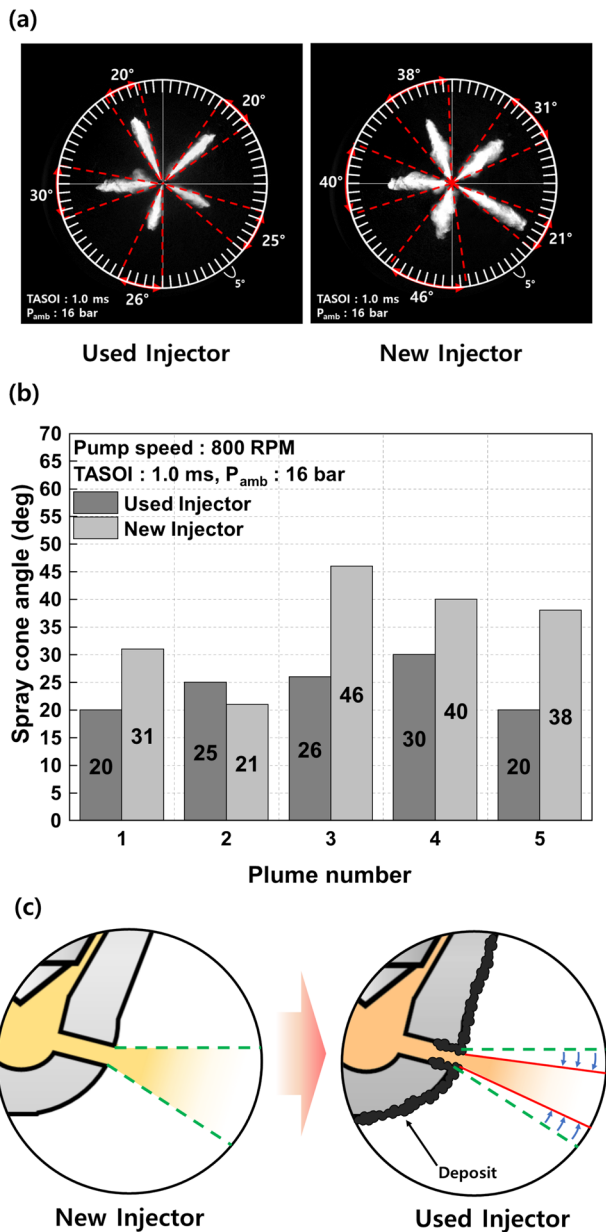 (a)
20°
20°
30°
25°
26°
5°
TASOI : 1.0 ms
Pamb : 16 bar
38°
31°
40°
21°
46°
5°
TASOI : 1.0 ms
Pamb : 16 bar
Used Injector
New Injector
(b)
Pump speed : 800 RPM
TASOI : 1.0 ms, Pamb : 16 bar
Used Injector
New Injector
Spray cone angle (deg)
70
65
60
55
50
45
40
35
30
25
20
15
10
5
0
20
31
25
21
26
46
30
40
20
38
1
2
3
4
5
Plume number
(c)
Deposit
New Injector
Used Injector